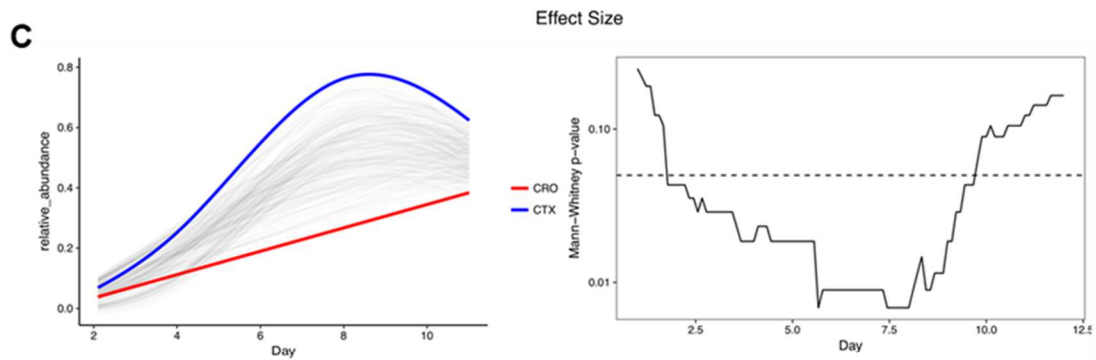 Effect Size
C
relative_abundance
0.8
0.6
0.4
0.2
0.0
2
4
6
8
10
Day
CRO
CTX
Mann-Whitney p-value
0.10
0.01
2.5
5.0
7.5
10.0
12.5
Day